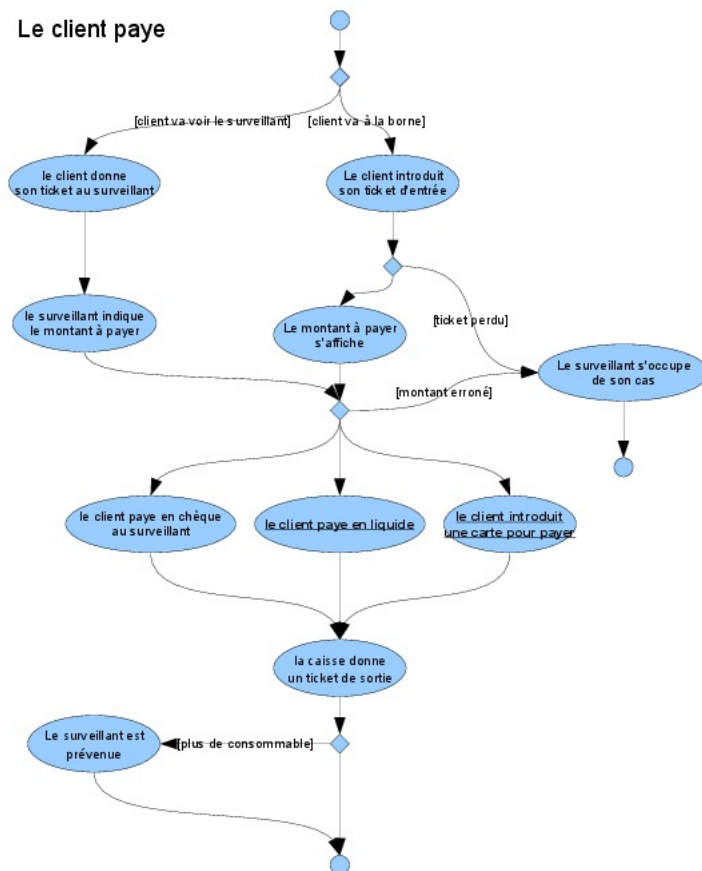 Le client paye
[client va voir le surveillant]
[client va à la borne]
le client donne
son ticket au surveillant
Le client introduit
son ticket d'entrée
le surveillant indique
le montant à payer
Le montant à payer
s'affiche
[ticket perdu]
Le surveillant s'occupe
de son cas
[montant erroné]
le client paye en chèque
au surveillant
le client paye en liquide
le client introduit
une carte pour payer
la caisse donne
un ticket de sortie
Le surveillant est
prévenue
[plus de consommable]